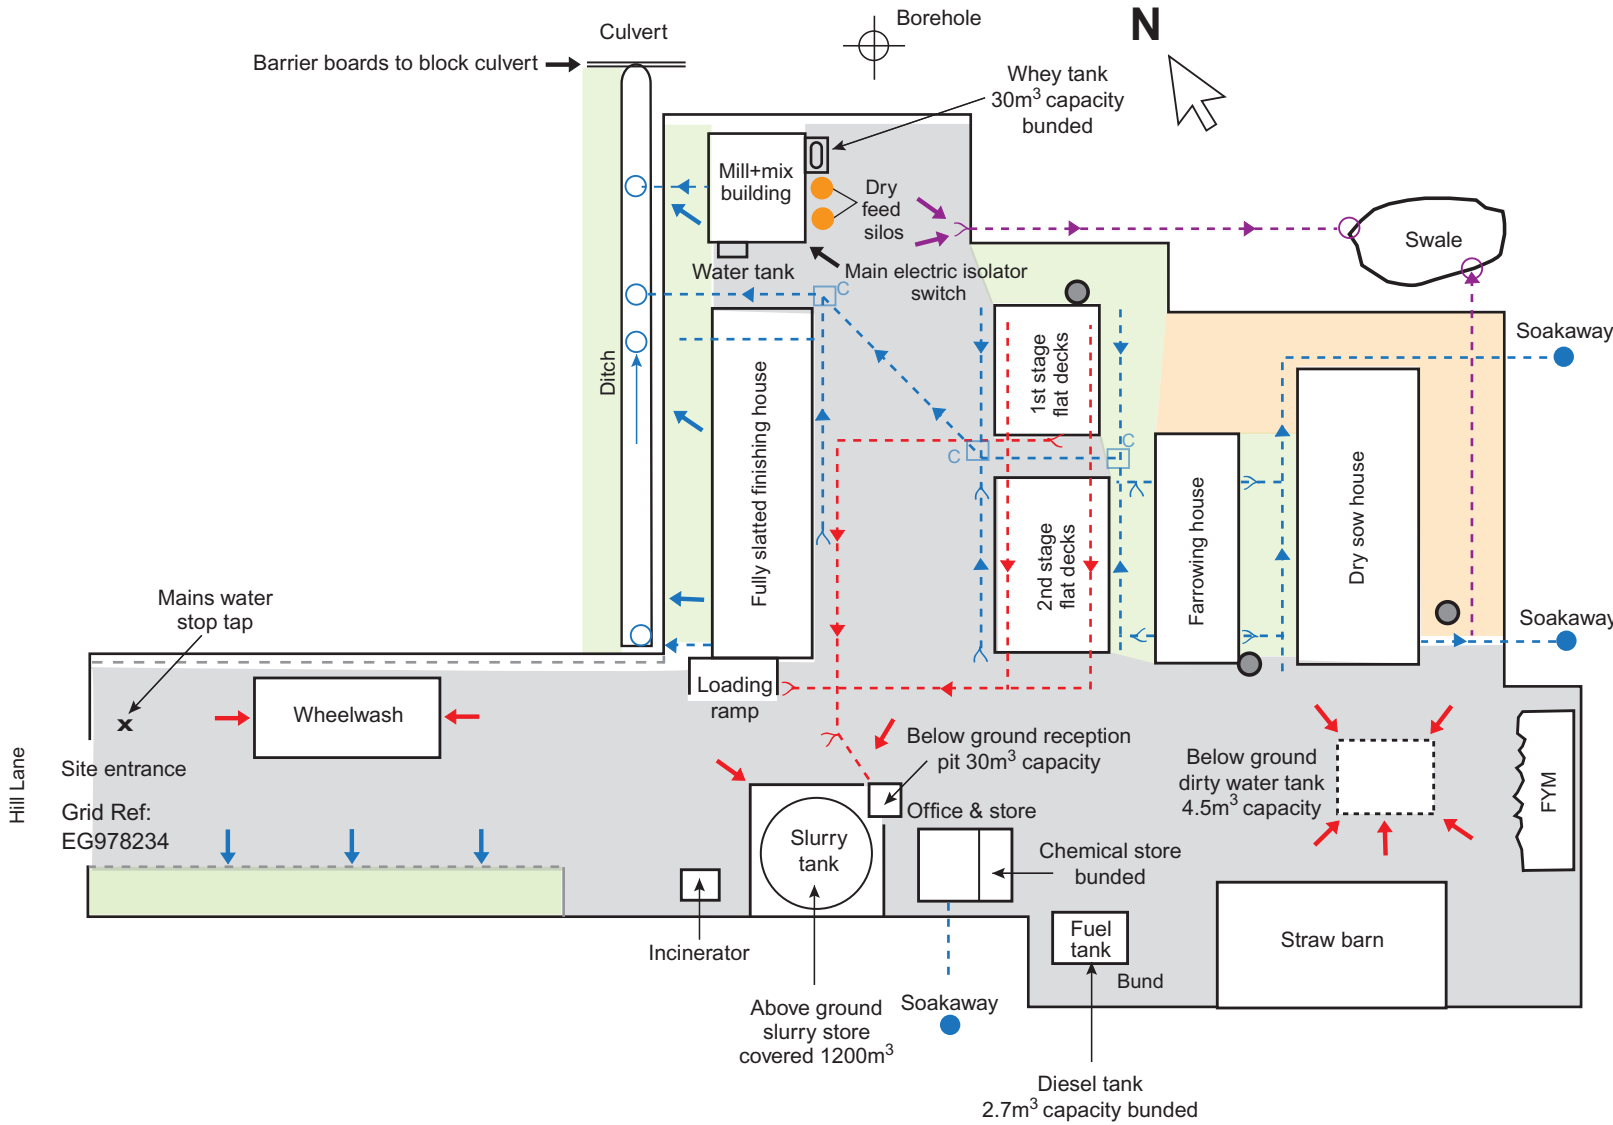 Culvert
Borehole
N
Barrier boards to block culvert
Whey tank
30m³ capacity
bunded
Mill+mix
building
Dry
feed
silos
Swale
Water tank
Main electric isolator
switch
C
Soakaway
Ditch
Fully slatted finishing house
1st stage
flat decks
C
C
2nd stage
flat decks
Farrowing house
Dry sow house
Mains water
stop tap
Soakaway
x
Wheelwash
Loading
ramp
Hill Lane
Site entrance
Grid Ref:
EG978234
Below ground reception
pit 30m³ capacity
Below ground
dirty water tank
4.5m³ capacity
FYM
Office & store
Slurry
tank
Chemical store
bunded
Incinerator
Fuel
tank
Bund
Straw barn
Above ground
slurry store
covered 1200m³
Soakaway
Diesel tank
2.7m³ capacity bunded